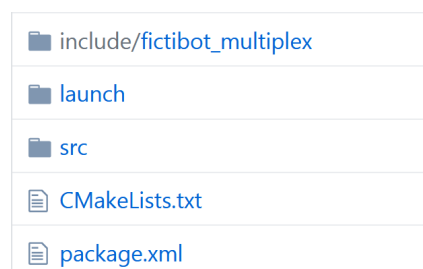 include/fictibot_multiplex
launch
src
CMakeLists.txt
package.xml